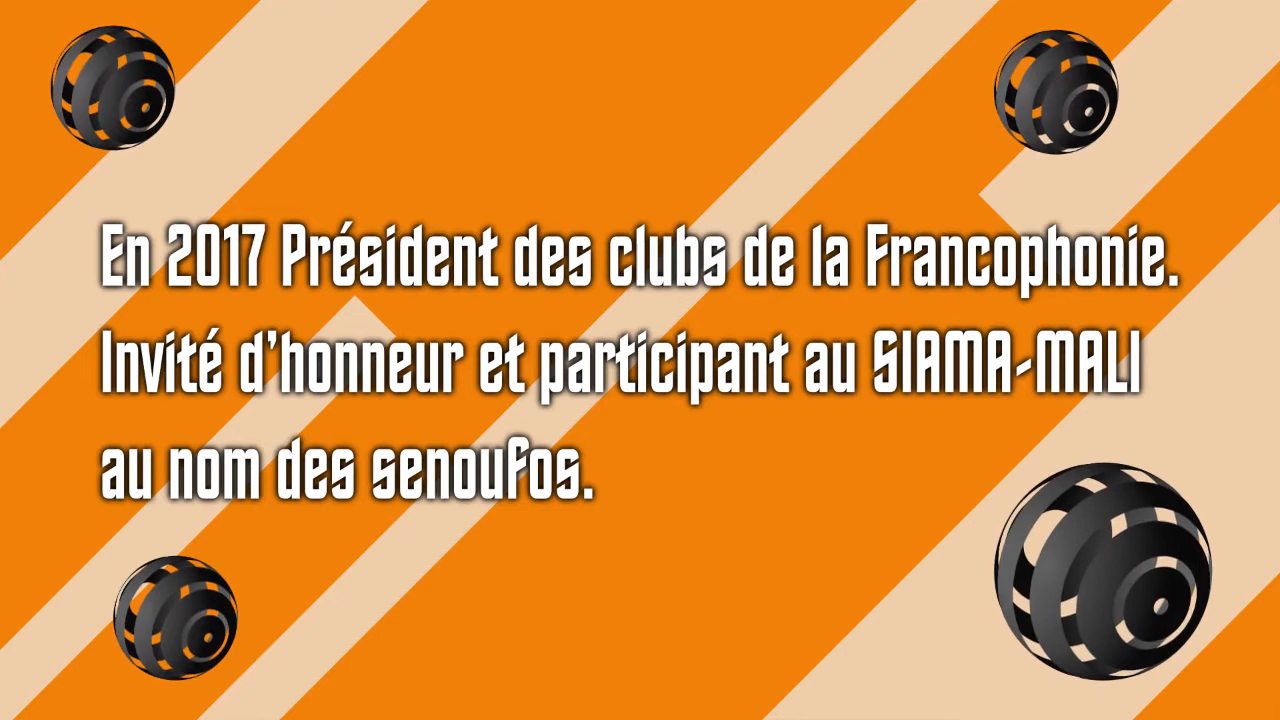 En 2017 Président des clubs de la Francophonie.
Invité d'honneur et participant au SIAMA-MALI
au nom des senoufos.